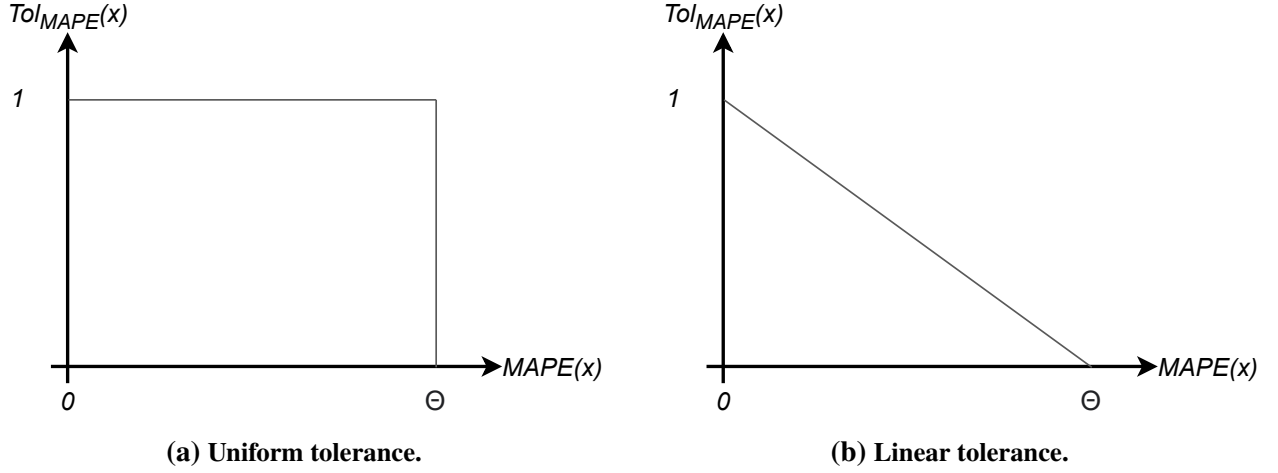 Tol_MAPE(x)
1
MAPE(x)
0
Θ
(a) Uniform tolerance.
Tol_MAPE(x)
1
MAPE(x)
0
Θ
(b) Linear tolerance.